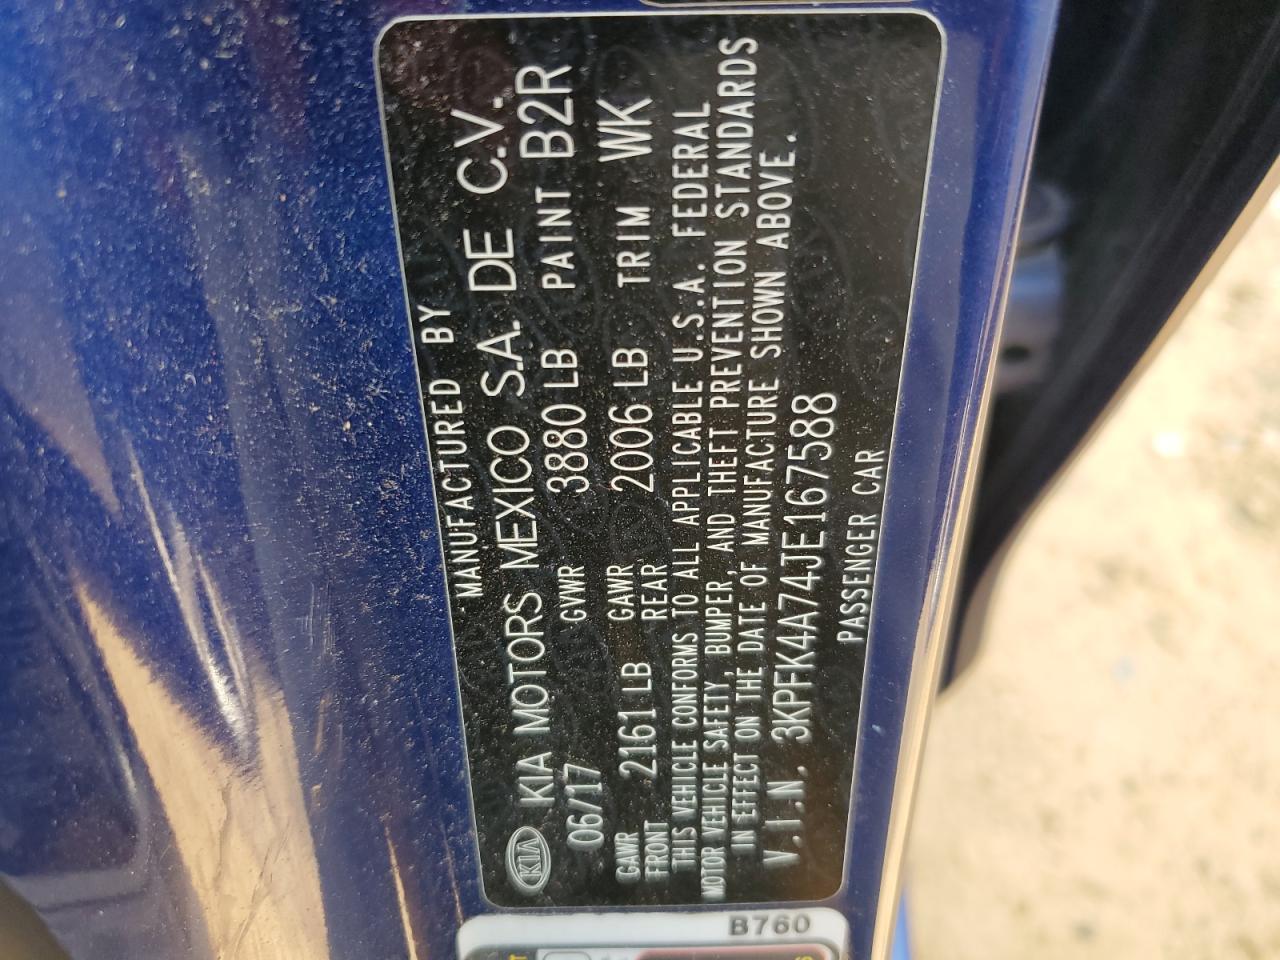 MANUFACTURED BY
KIA KIA MOTORS MEXICO S.A. DE C.V.
06/17 GVWR 3880 LB PAINT B2R
GAWR FRONT 2161 LB GAWR REAR 2006 LB TRIM WK
THIS VEHICLE CONFORMS TO ALL APPLICABLE U.S.A. FEDERAL
MOTOR VEHICLE SAFETY, BUMPER, AND THEFT PREVENTION STANDARDS
IN EFFECT ON THE DATE OF MANUFACTURE SHOWN ABOVE.
V.I.N. 3KPFK4A74JE167588
PASSENGER CAR
B760